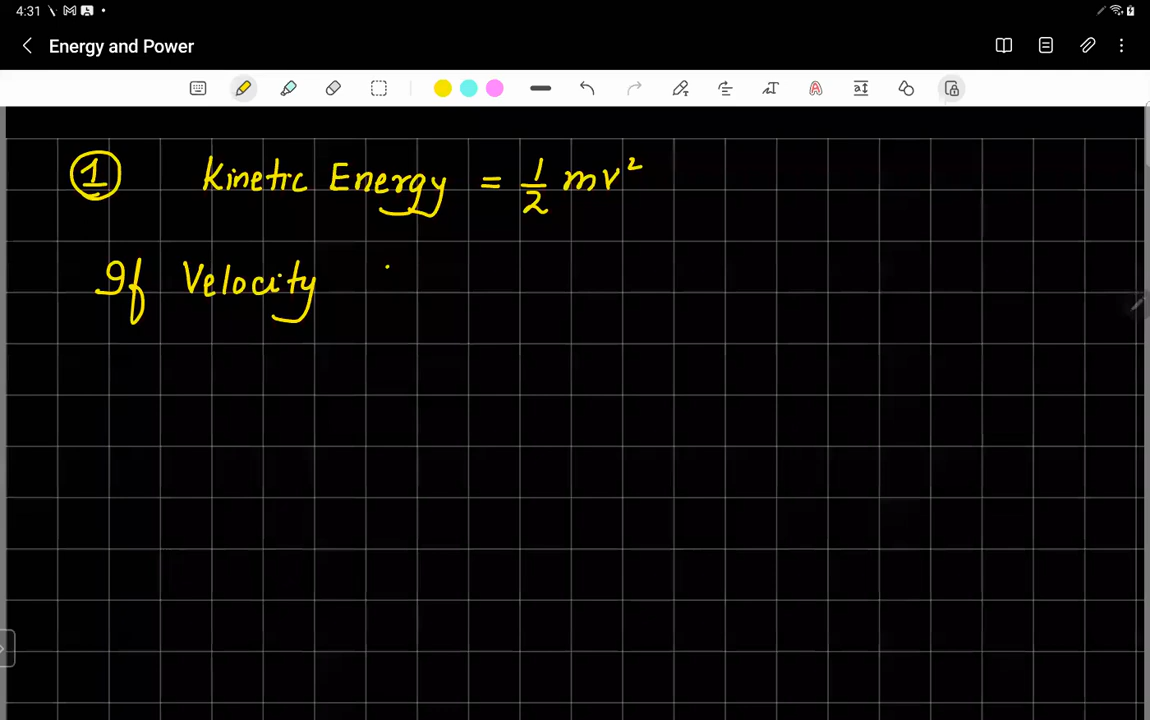 4:31
Energy and Power
① Kinetic Energy = 1/2 mv²
If Velocity